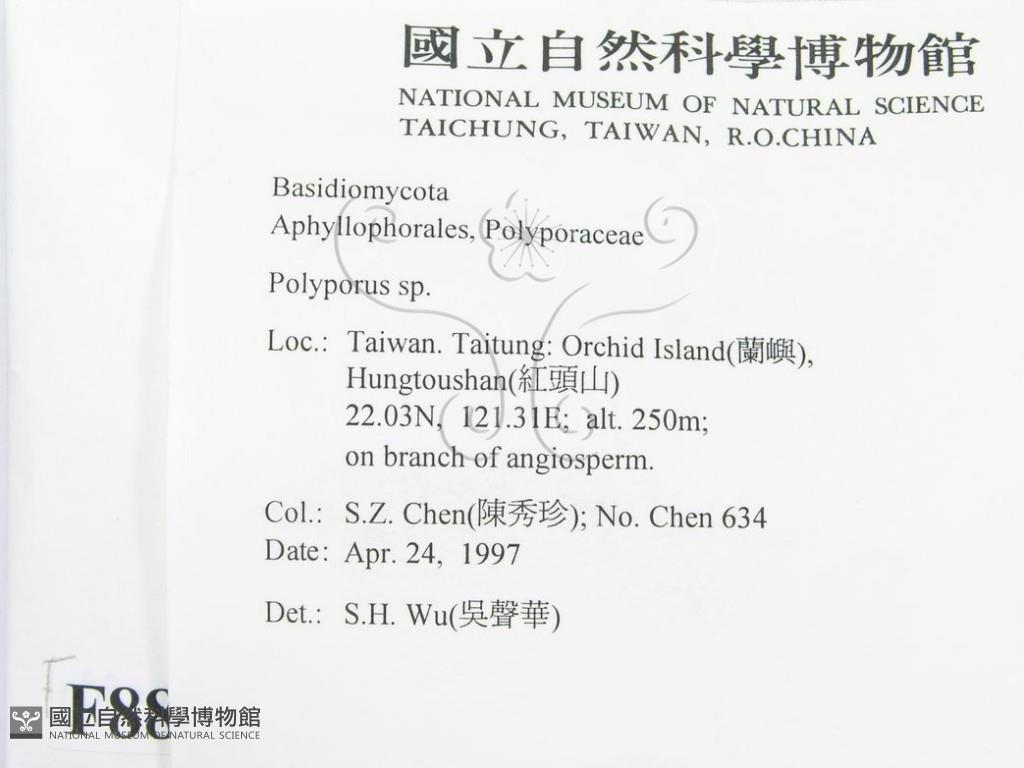 國立自然科學博物館
NATIONAL MUSEUM OF NATURAL SCIENCE
TAICHUNG, TAIWAN, R.O.CHINA
Basidiomycota
Aphyllophorales, Polyporaceae
Polyporus sp.
Loc.: Taiwan. Taitung: Orchid Island(蘭嶼),
Hungtoushan(紅頭山)
22.03N, 121.31E; alt. 250m;
on branch of angiosperm.
Col.: S.Z. Chen(陳秀珍); No. Chen 634
Date: Apr. 24, 1997
Det.: S.H. Wu(吳聲華)
F88
國立自然科學博物館
NATIONAL MUSEUM OF NATURAL SCIENCE